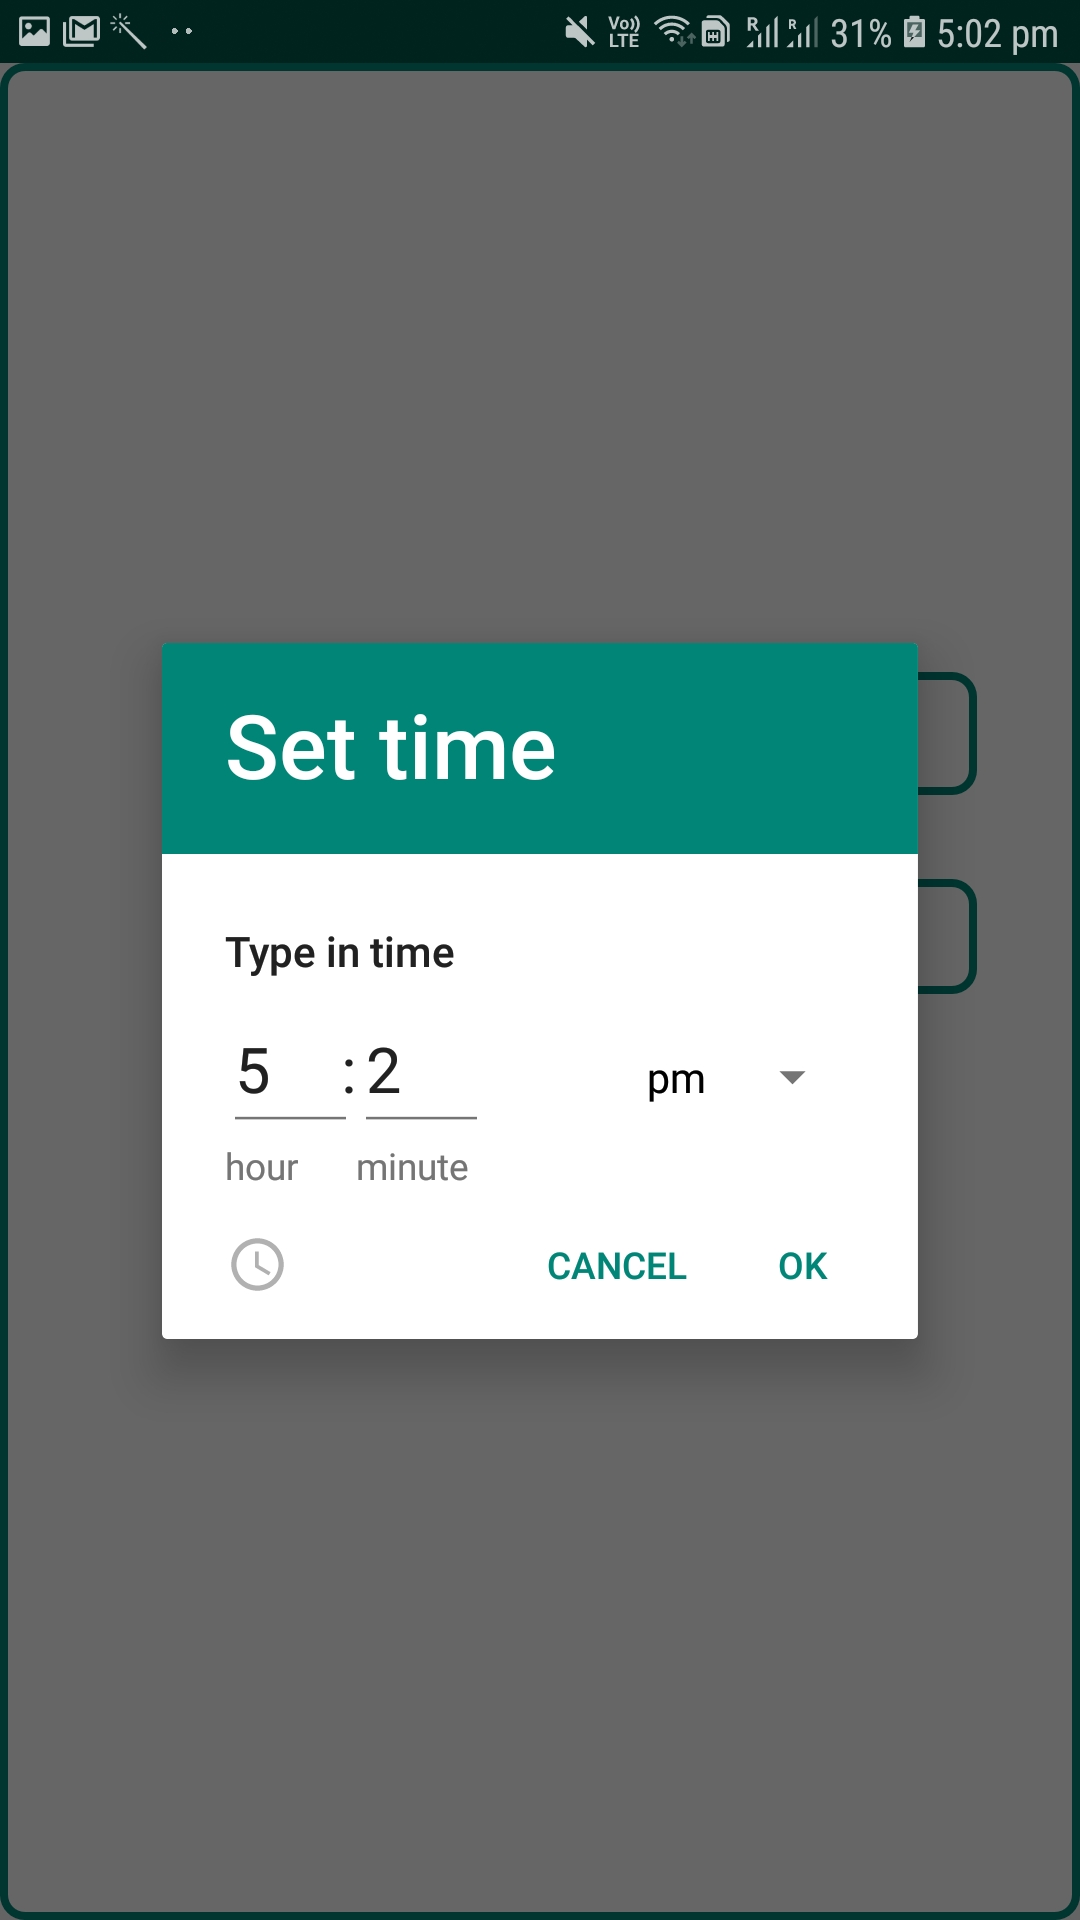 Vo)) LTE R R 31% 5:02 pm
Set time
Type in time
5 : 2 pm
hour minute
CANCEL OK